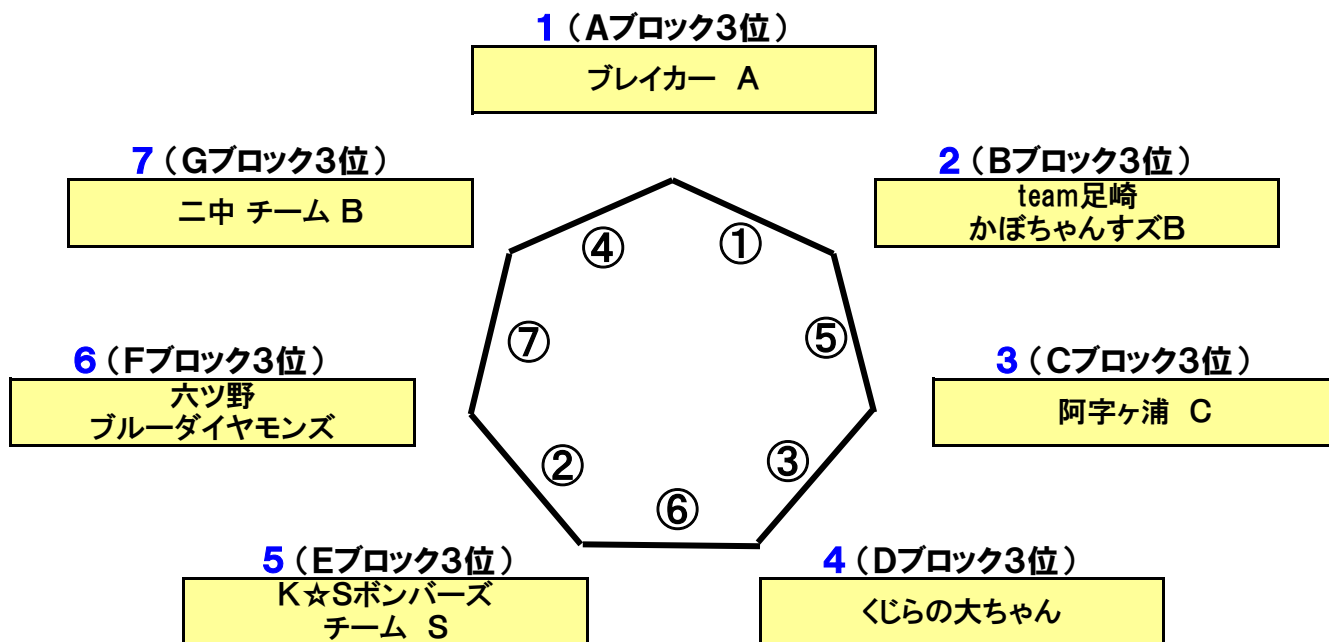 1（Aブロック3位）
ブレイカー　A
7（Gブロック3位）
二中 チーム B
2（Bブロック3位）
team足崎
かぼちゃんすズB
④
①
⑦
⑤
6（Fブロック3位）
六ツ野
ブルーダイヤモンズ
3（Cブロック3位）
阿字ヶ浦　C
②
③
⑥
5（Eブロック3位）
K☆Sボンバーズ
チーム　S
4（Dブロック3位）
くじらの大ちゃん